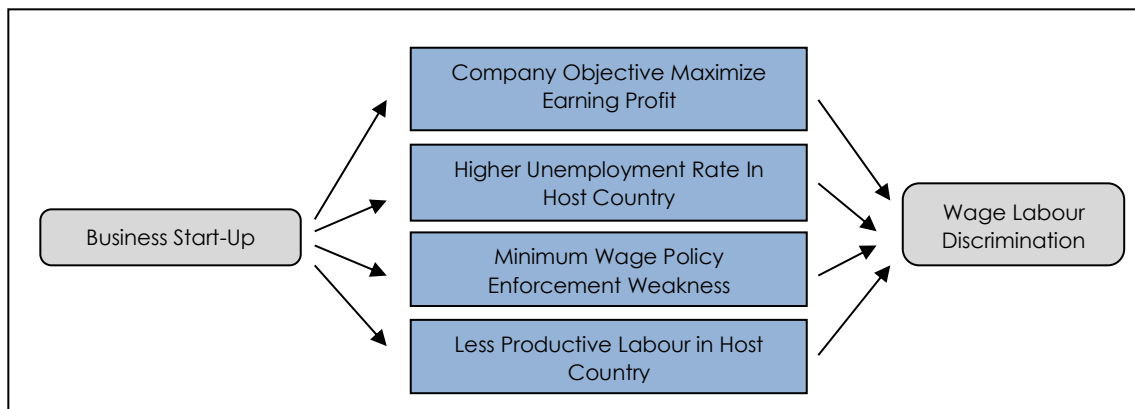 Company Objective Maximize
Earning Profit
Higher Unemployment Rate In
Host Country
Business Start-Up
Wage Labour
Discrimination
Minimum Wage Policy
Enforcement Weakness
Less Productive Labour in Host
Country